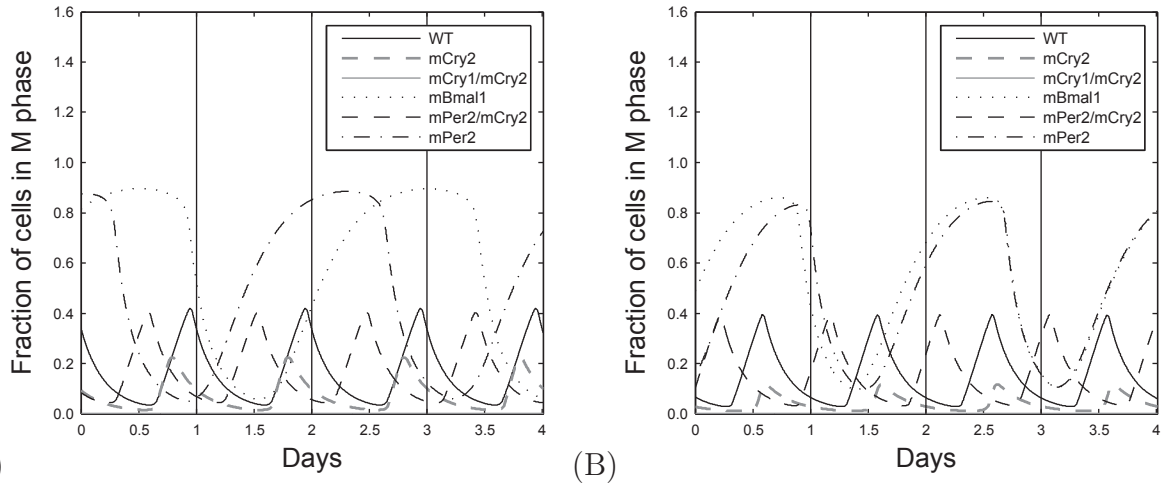 1.6
1.4
1.2
1.0
0.8
0.6
0.4
0.2
0.0
0 0.5 1 1.5 2 2.5 3 3.5 4
Fraction of cells in M phase
Days
WT
mCry2
mCry1/mCry2
mBmal1
mPer2/mCry2
mPer2
)
(B)
1.6
1.4
1.2
1.0
0.8
0.6
0.4
0.2
0.0
0 0.5 1 1.5 2 2.5 3 3.5 4
Fraction of cells in M phase
Days
WT
mCry2
mCry1/mCry2
mBmal1
mPer2/mCry2
mPer2